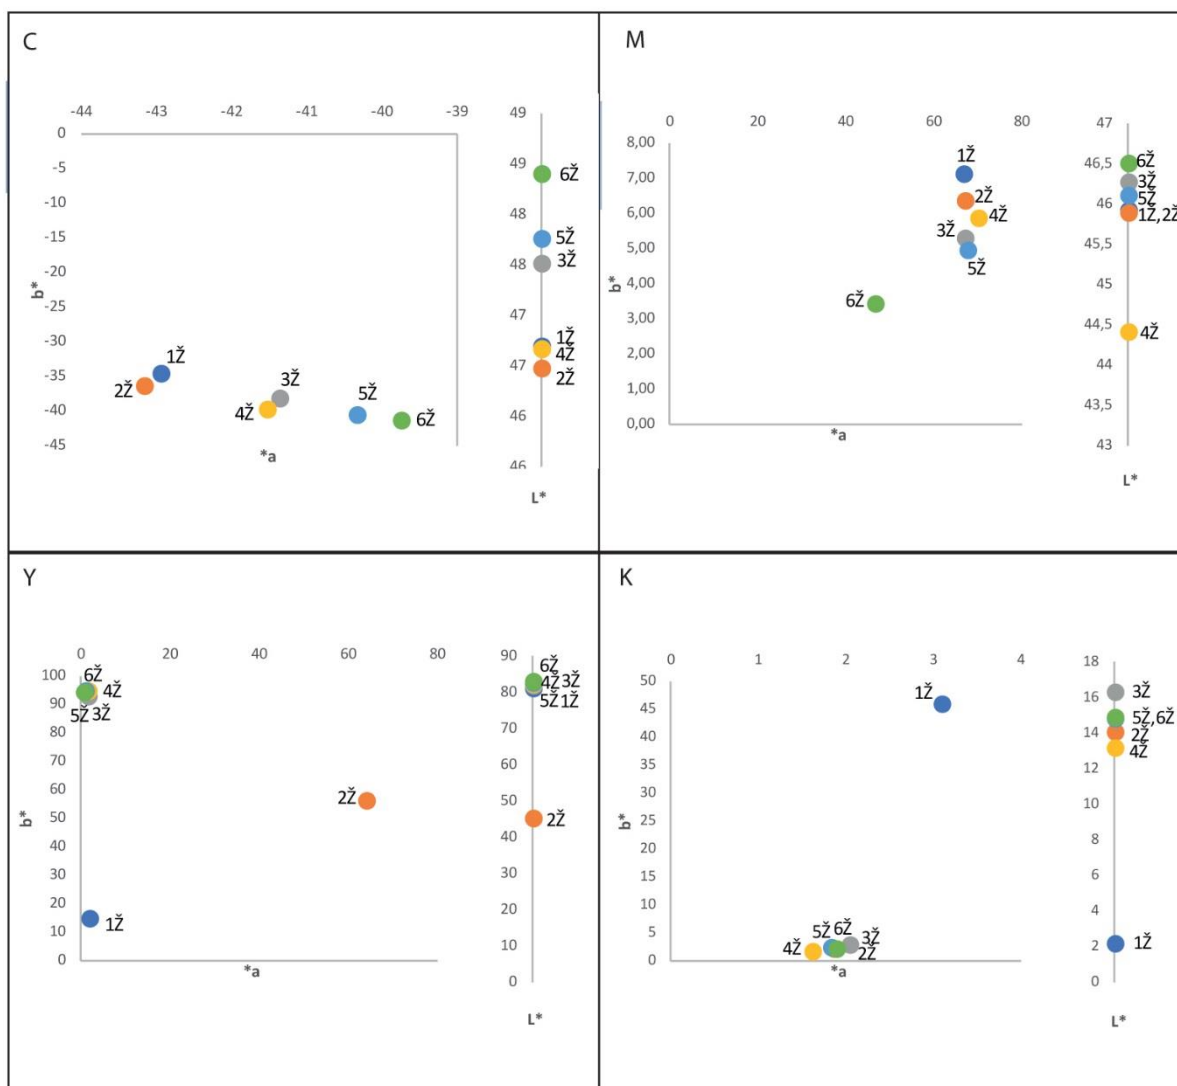 C
-44 -43 -42 -41 -40 -39
0
-5
-10
-15
-20
-25
-30
-35
-40
-45
b*
*a
1Ž
2Ž
3Ž
4Ž
5Ž
6Ž
49
49
48
48
47
47
46
46
6Ž
5Ž
3Ž
1Ž
4Ž
2Ž
L*
M
0 20 40 60 80
8,00
7,00
6,00
5,00
4,00
3,00
2,00
1,00
0,00
b*
*a
1Ž
2Ž
4Ž
3Ž
5Ž
6Ž
47
46,5
46
45,5
45
44,5
44
43,5
43
6Ž
3Ž
5Ž
1Ž,2Ž
4Ž
L*
Y
0 20 40 60 80
100
90
80
70
60
50
40
30
20
10
0
b*
*a
6Ž
4Ž
5Ž 3Ž
2Ž
1Ž
90
80
70
60
50
40
30
20
10
0
6Ž
4Ž 3Ž
5Ž 1Ž
2Ž
L*
K
0 1 2 3 4
50
45
40
35
30
25
20
15
10
5
0
b*
*a
1Ž
5Ž 6Ž
3Ž
4Ž
2Ž
18
16
14
12
10
8
6
4
2
0
3Ž
5Ž,6Ž
2Ž
4Ž
1Ž
L*